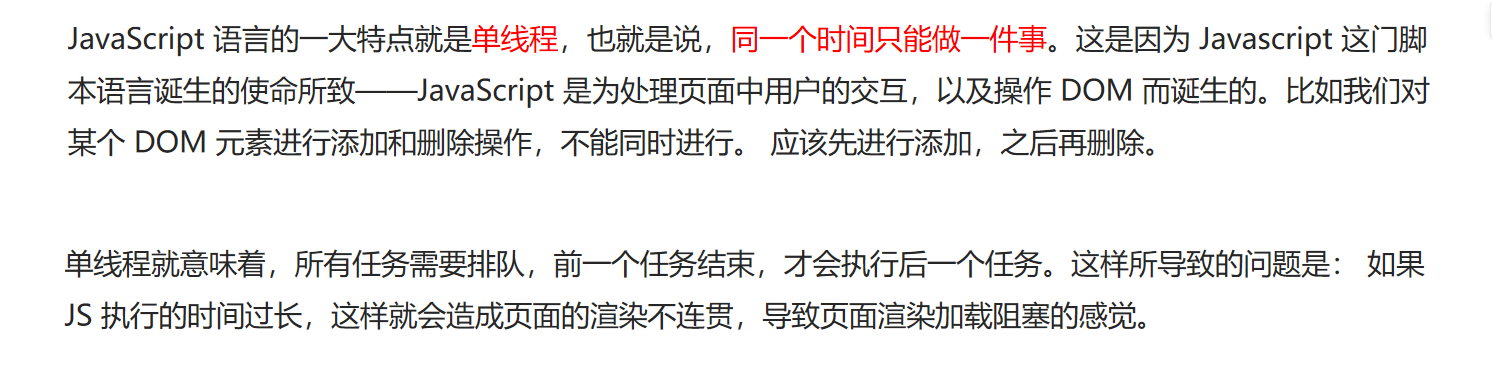 JavaScript 语言的一大特点就是单线程，也就是说，同一个时间只能做一件事。这是因为 Javascript 这门脚
本语言诞生的使命所致——JavaScript 是为处理页面中用户的交互，以及操作 DOM 而诞生的。比如我们对
某个 DOM 元素进行添加和删除操作，不能同时进行。 应该先进行添加，之后再删除。
单线程就意味着，所有任务需要排队，前一个任务结束，才会执行后一个任务。这样所导致的问题是： 如果
JS 执行的时间过长，这样就会造成页面的渲染不连贯，导致页面渲染加载阻塞的感觉。